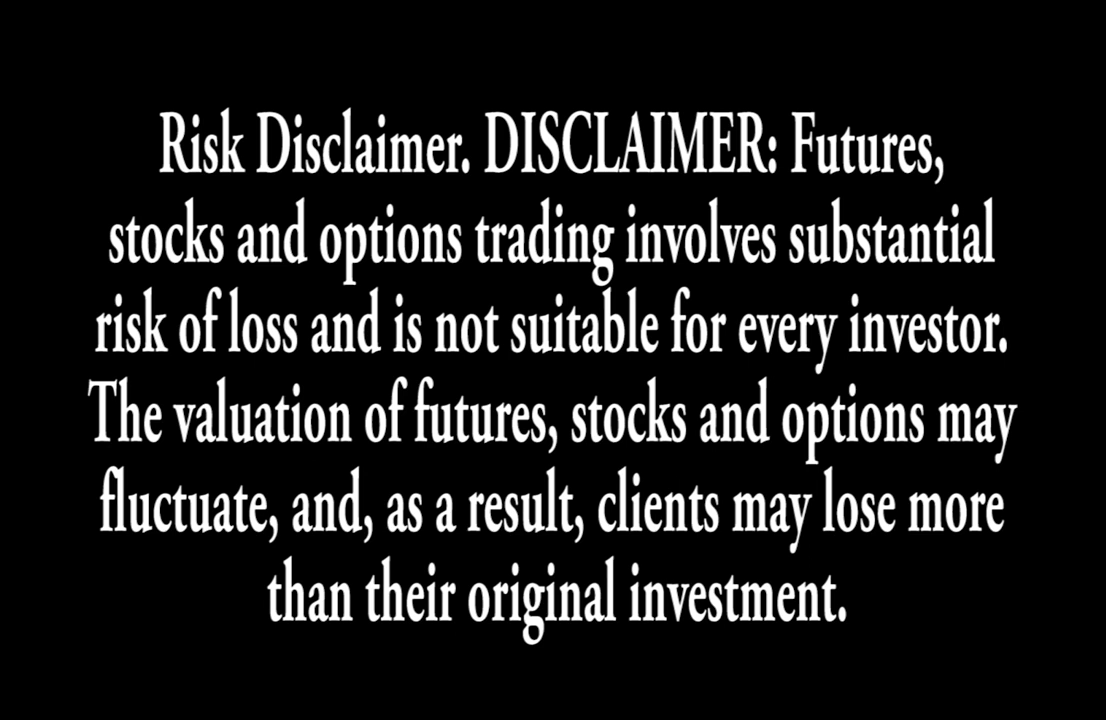 Risk Disclaimer. DISCLAIMER: Futures,
stocks and options trading involves substantial
risk of loss and is not suitable for every investor.
The valuation of futures, stocks and options may
fluctuate, and, as a result, clients may lose more
than their original investment.